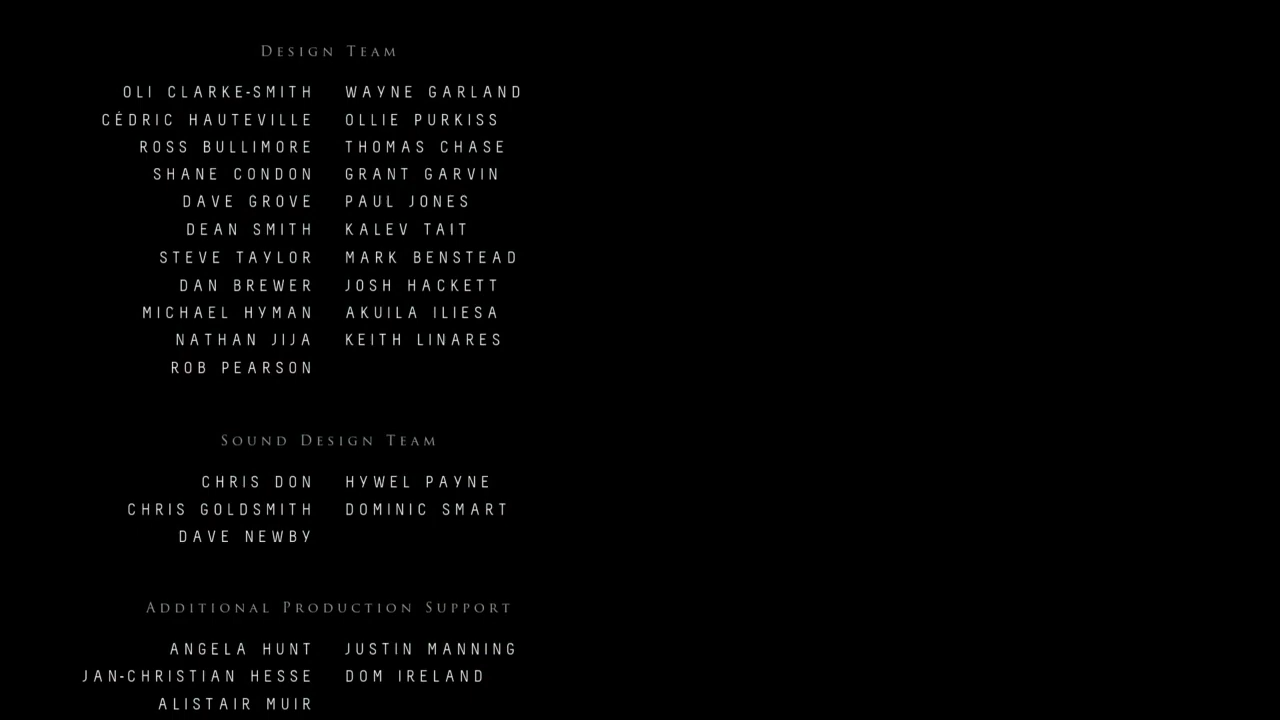 Design Team
OLI CLARKE-SMITH WAYNE GARLAND
CÉDRIC HAUTEVILLE OLLIE PURKISS
ROSS BULLIMORE THOMAS CHASE
SHANE CONDON GRANT GARVIN
DAVE GROVE PAUL JONES
DEAN SMITH KALEV TAIT
STEVE TAYLOR MARK BENSTEAD
DAN BREWER JOSH HACKETT
MICHAEL HYMAN AKUILA ILIESA
NATHAN JIJA KEITH LINARES
ROB PEARSON
Sound Design Team
CHRIS DON HYWEL PAYNE
CHRIS GOLDSMITH DOMINIC SMART
DAVE NEWBY
Additional Production Support
ANGELA HUNT JUSTIN MANNING
JAN-CHRISTIAN HESSE DOM IRELAND
ALISTAIR MUIR